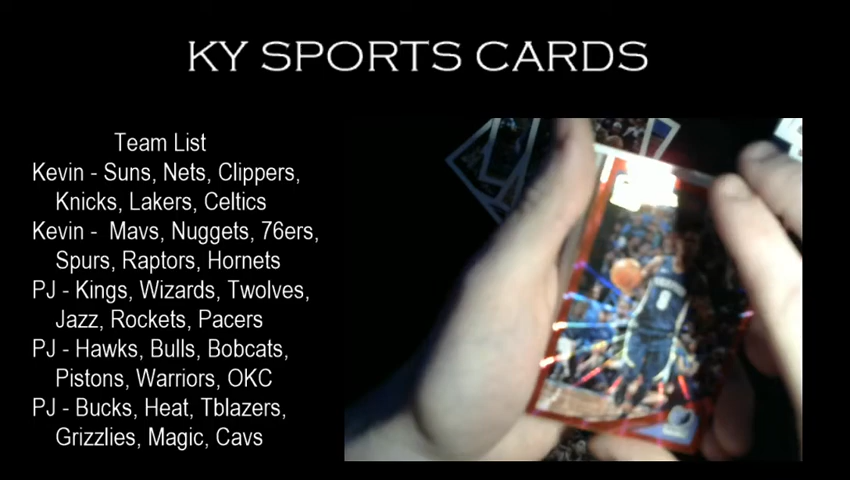 KY SPORTS CARDS
Team List
Kevin - Suns, Nets, Clippers,
Knicks, Lakers, Celtics
Kevin - Mavs, Nuggets, 76ers,
Spurs, Raptors, Hornets
PJ - Kings, Wizards, Twolves,
Jazz, Rockets, Pacers
PJ - Hawks, Bulls, Bobcats,
Pistons, Warriors, OKC
PJ - Bucks, Heat, Tblazers,
Grizzlies, Magic, Cavs